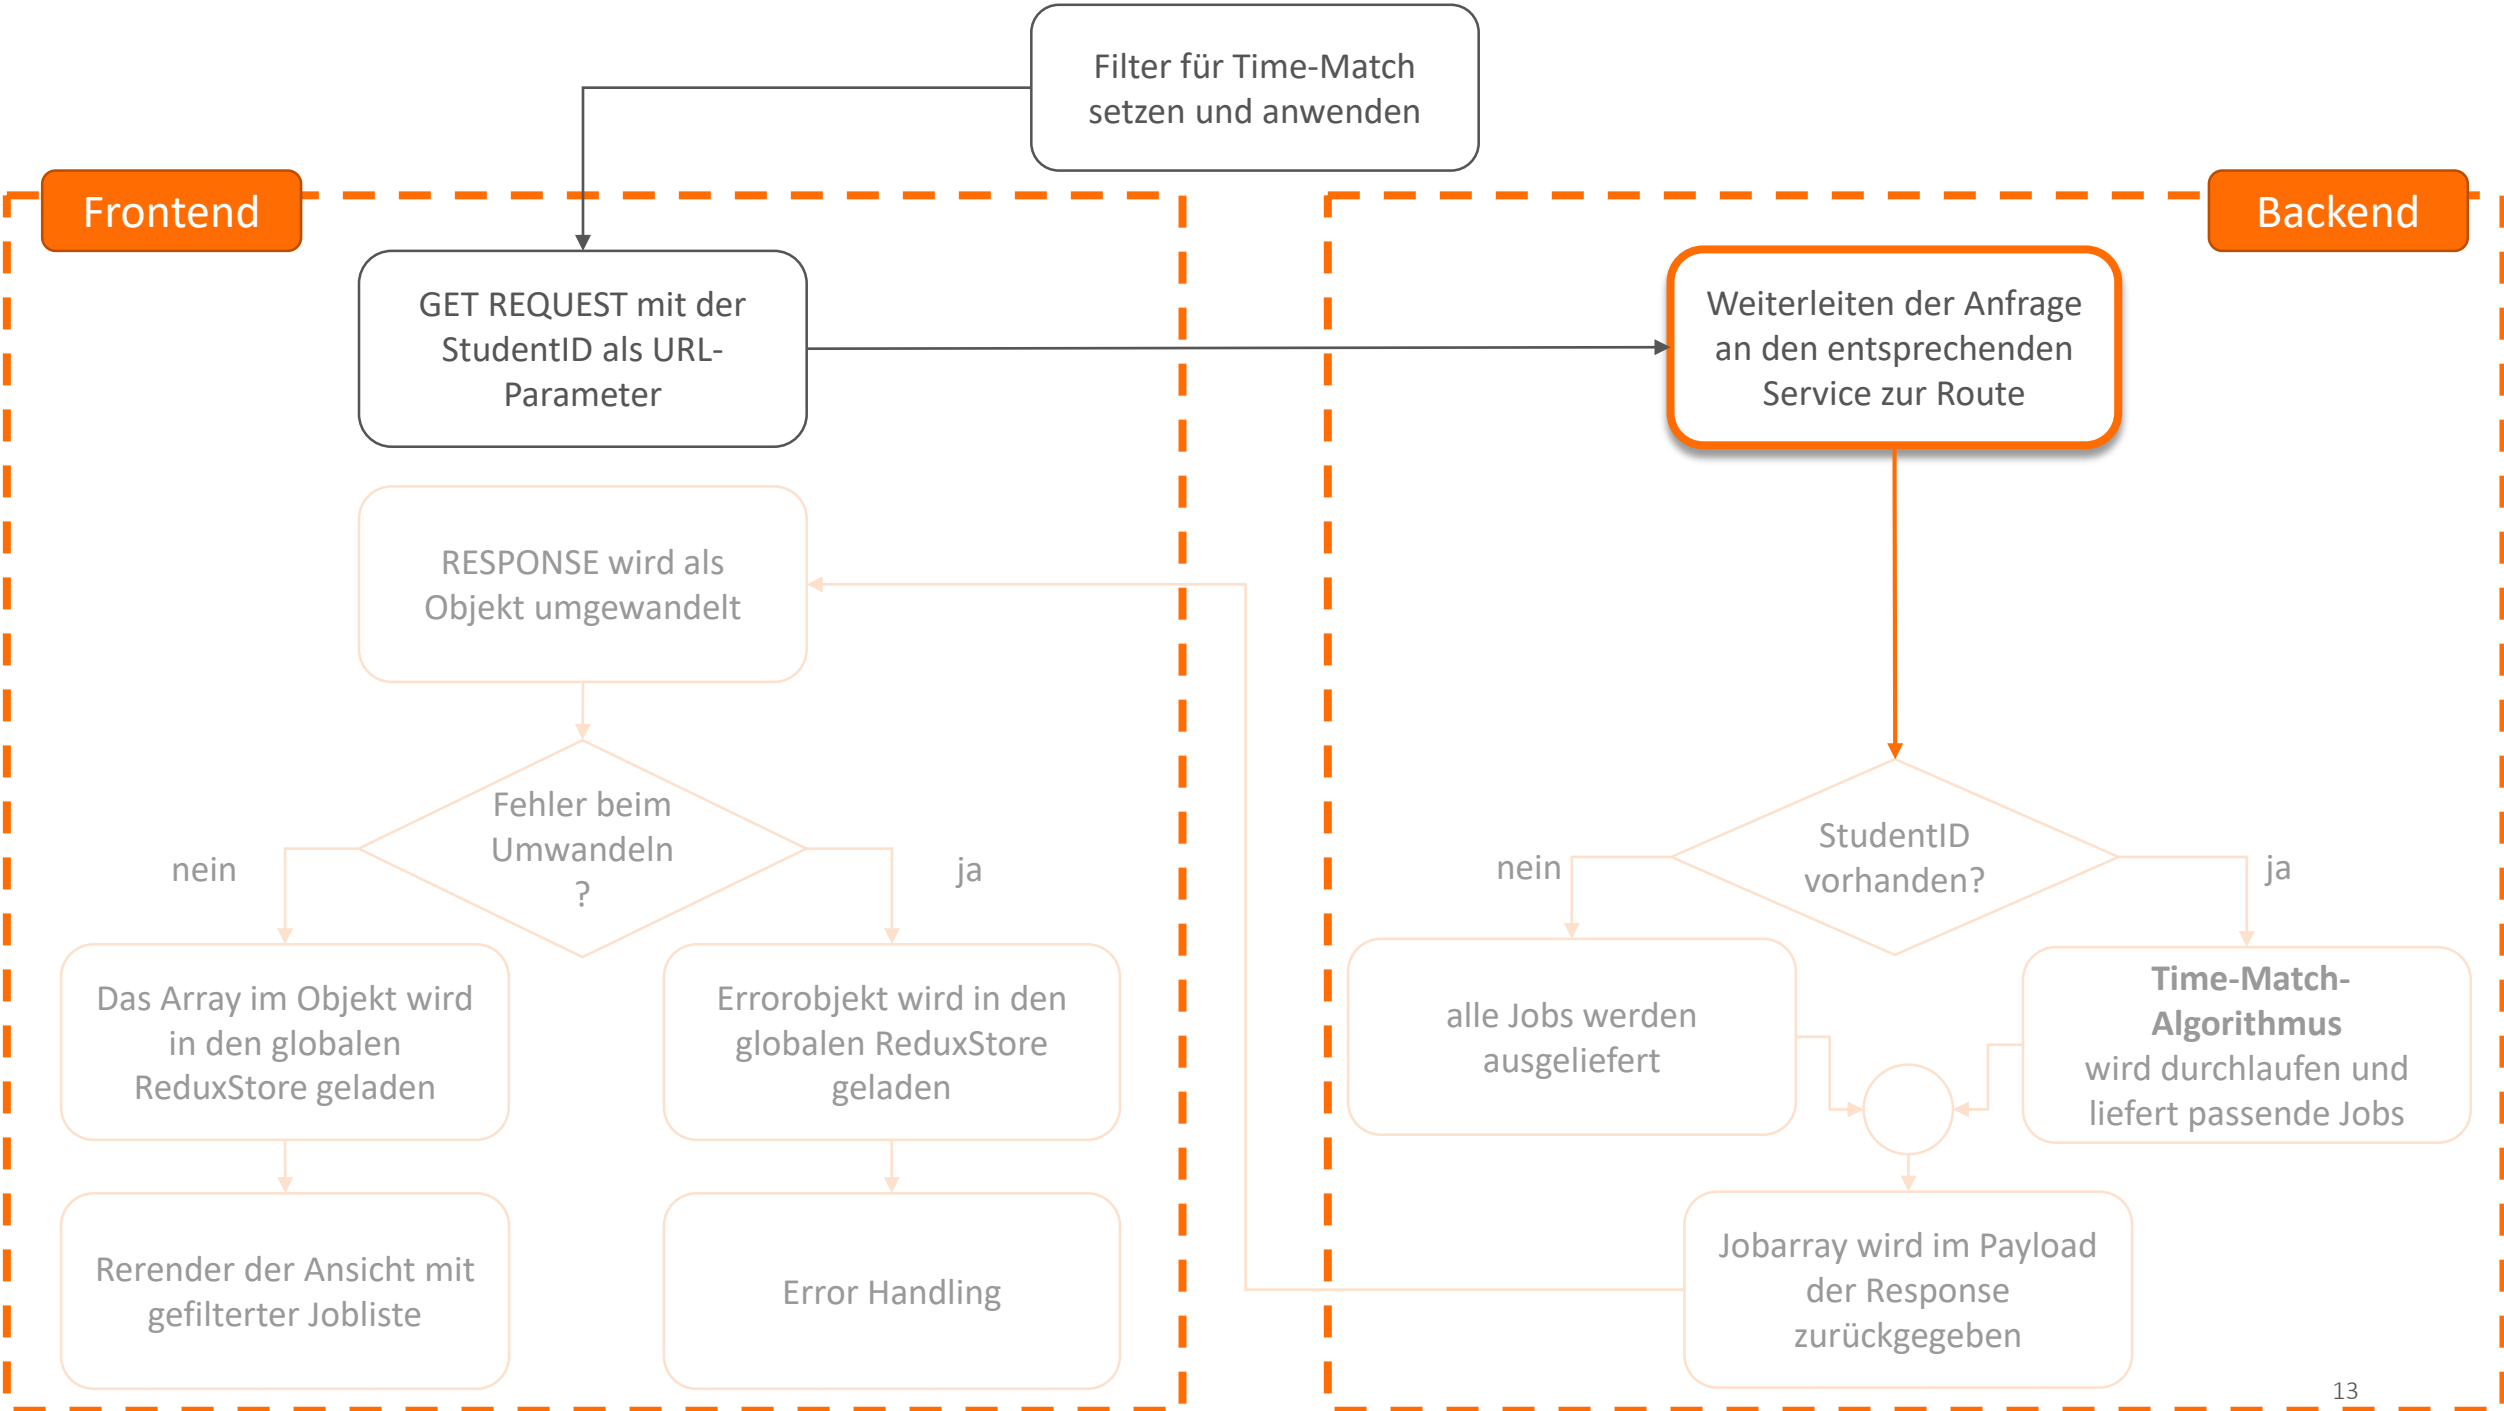 Filter für Time-Match
setzen und anwenden
Frontend
Backend
GET REQUEST mit der
StudentID als URL-
Parameter
Weiterleiten der Anfrage
an den entsprechenden
Service zur Route
RESPONSE wird als
Objekt umgewandelt
Fehler beim
Umwandeln
?
nein
ja
StudentID
vorhanden?
nein
ja
Das Array im Objekt wird
in den globalen
ReduxStore geladen
Errorobjekt wird in den
globalen ReduxStore
geladen
alle Jobs werden
ausgeliefert
Time-Match-
Algorithmus
wird durchlaufen und
liefert passende Jobs
Rerender der Ansicht mit
gefilterter Jobliste
Error Handling
Jobarray wird im Payload
der Response
zurückgegeben
13